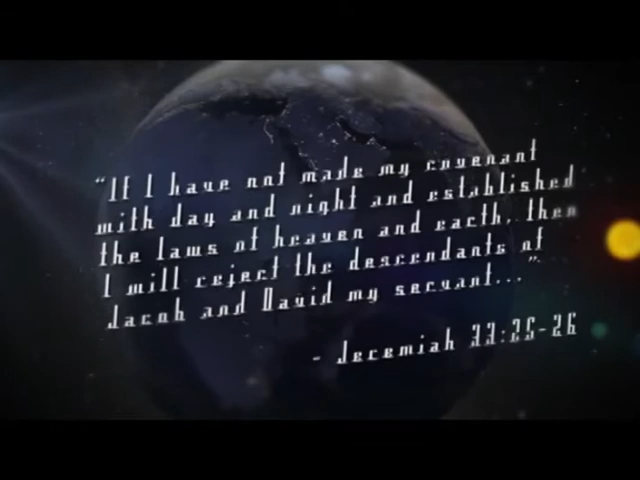 “If I have not made my covenant
with day and night and established
the laws of heaven and earth, then
I will reject the descendants of
Jacob and David my servant...”
- Jeremiah 33:25-26